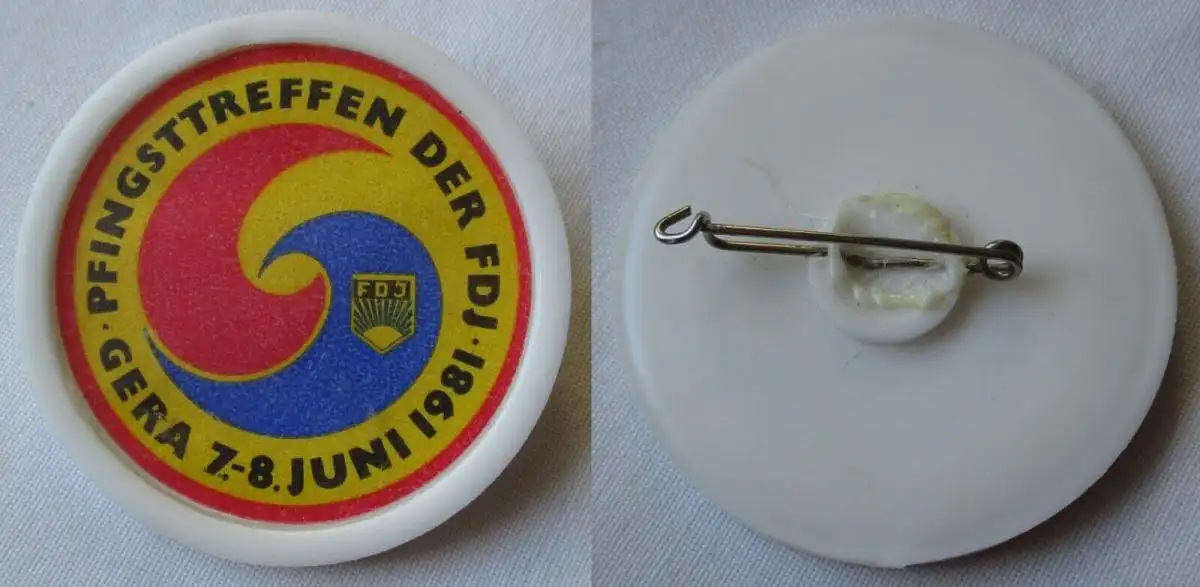 · PFINGSTTREFFEN DER FDJ ·
GERA 7.-8. JUNI 1981
FDJ